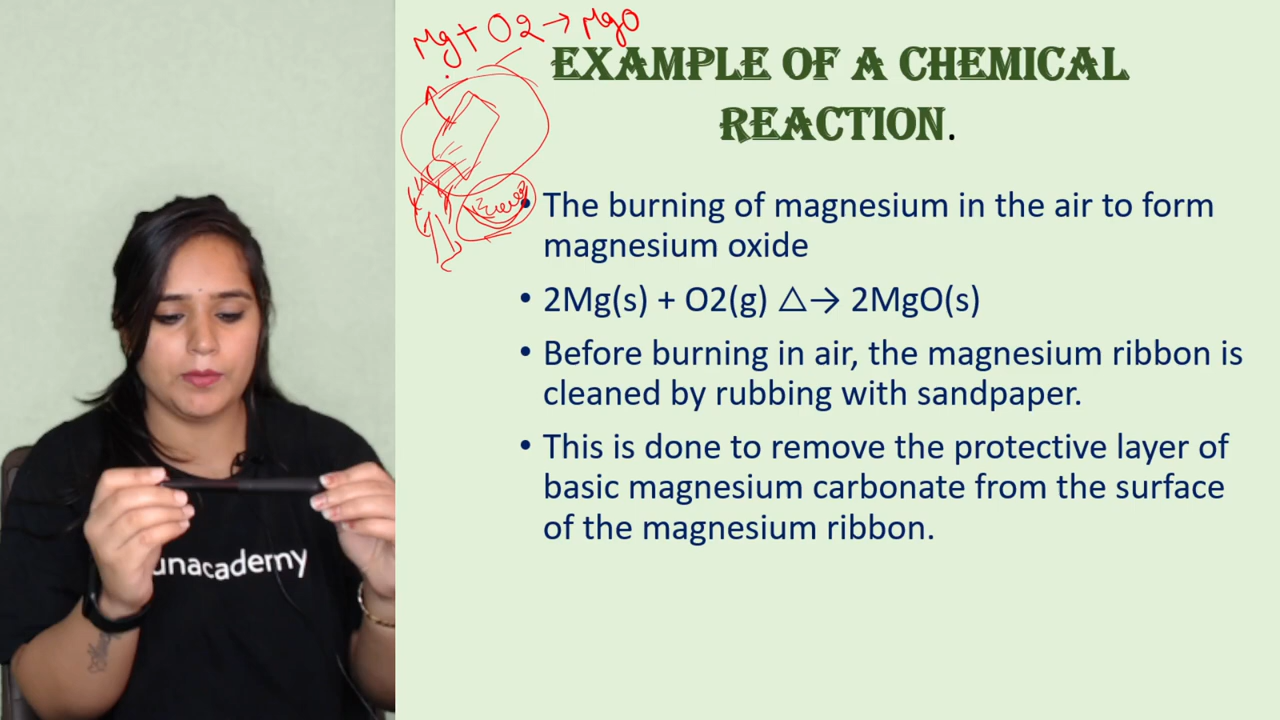 Mg + O2 → MgO
EXAMPLE OF A CHEMICAL
REACTION.
• The burning of magnesium in the air to form
magnesium oxide
• 2Mg(s) + O2(g) △→ 2MgO(s)
• Before burning in air, the magnesium ribbon is
cleaned by rubbing with sandpaper.
• This is done to remove the protective layer of
basic magnesium carbonate from the surface
of the magnesium ribbon.
unacademy